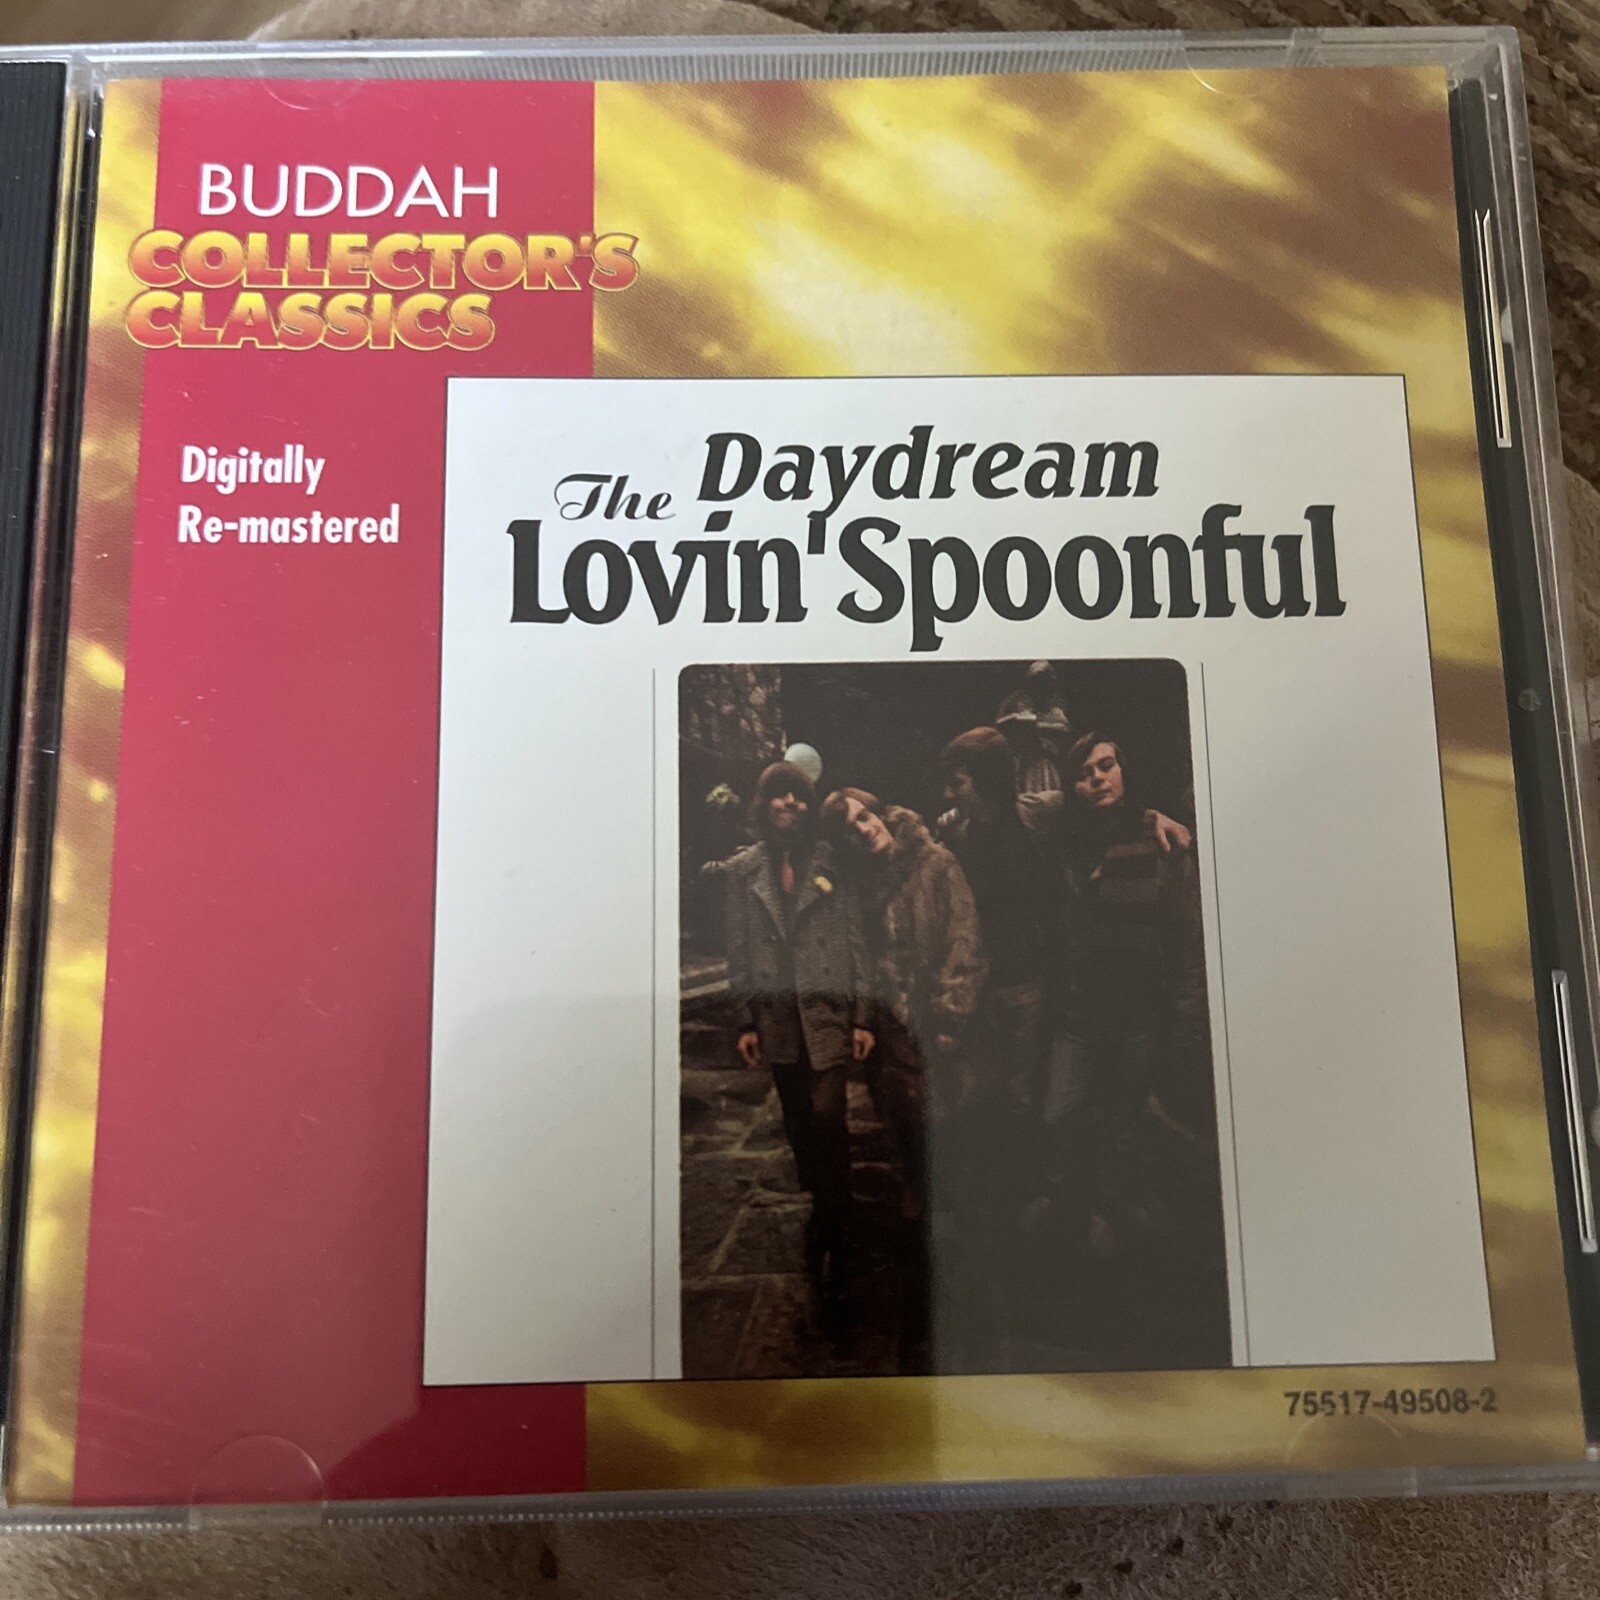 BUDDAH
COLLECTOR'S
CLASSICS
Digitally
Re-mastered
Daydream
The
Lovin' Spoonful
75517-49508-2